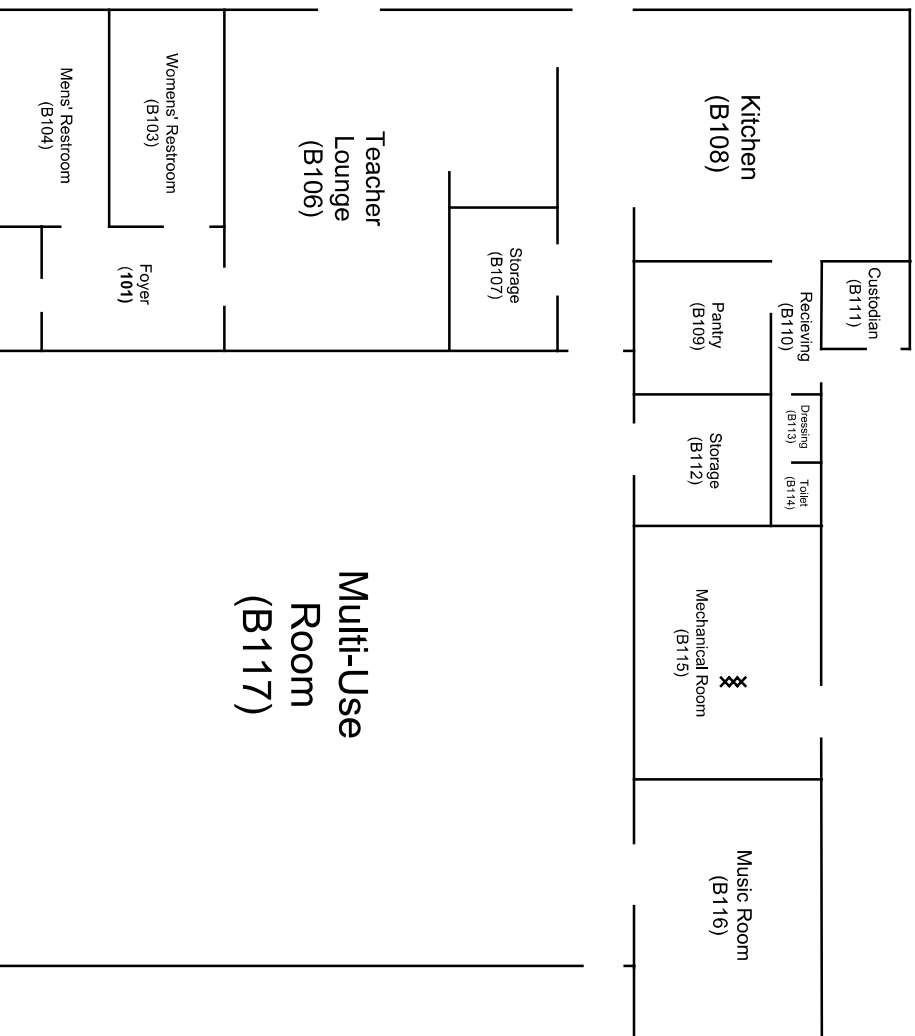 Mens' Restroom
(B104)
Womens' Restroom
(B103)
Foyer
(101)
Teacher
Lounge
(B106)
Storage
(B107)
Kitchen
(B108)
Custodian
(B111)
Recieving
(B110)
Pantry
(B109)
Dressing
(B113)
Storage
(B112)
Toilet
(B114)
Mechanical Room
(B115)
Multi-Use
Room
(B117)
Music Room
(B116)